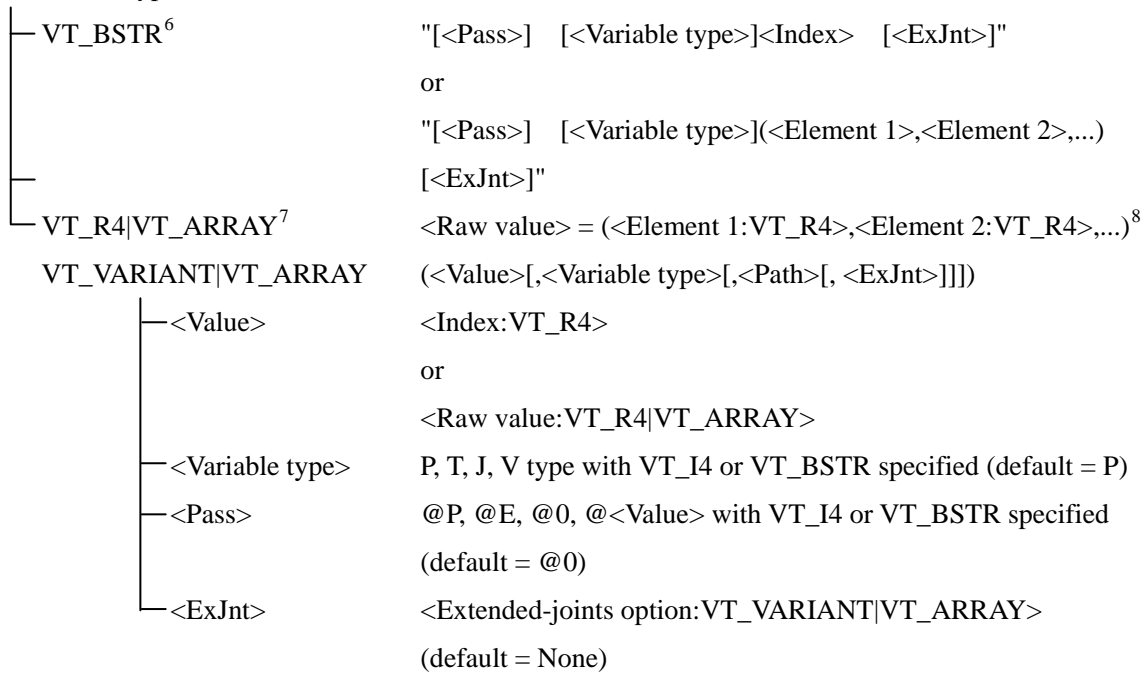 VT_BSTR6 "[<Pass>] [<Variable type>]<Index> [<ExJnt>]"
or
"[<Pass>] [<Variable type>](<Element 1>,<Element 2>,...)
[<ExJnt>]"
VT_R4|VT_ARRAY7 <Raw value> = (<Element 1:VT_R4>,<Element 2:VT_R4>,...)8
VT_VARIANT|VT_ARRAY (<Value>[,<Variable type>[,<Path>[, <ExJnt>]]])
<Value> <Index:VT_R4>
or
<Raw value:VT_R4|VT_ARRAY>
<Variable type> P, T, J, V type with VT_I4 or VT_BSTR specified (default = P)
<Pass> @P, @E, @0, @<Value> with VT_I4 or VT_BSTR specified
(default = @0)
<ExJnt> <Extended-joints option:VT_VARIANT|VT_ARRAY>
(default = None)